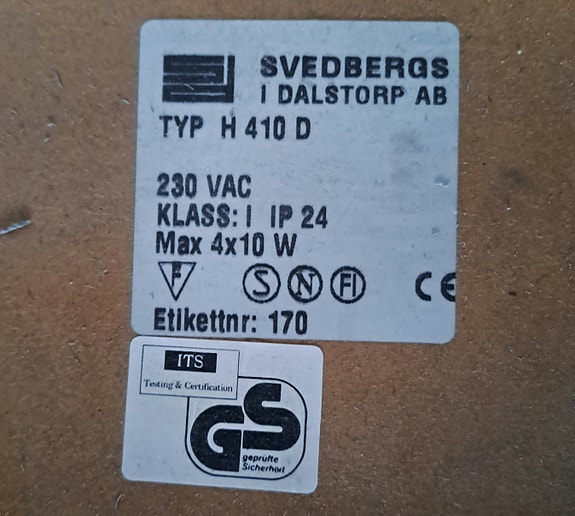 SVEDBERGS
I DALSTORP AB
TYP H 410 D
230 VAC
KLASS: I IP 24
Max 4x10 W
F S N FI CE
Etikettnr: 170
ITS
Testing & Certification
GS
geprüfte
Sicherheit